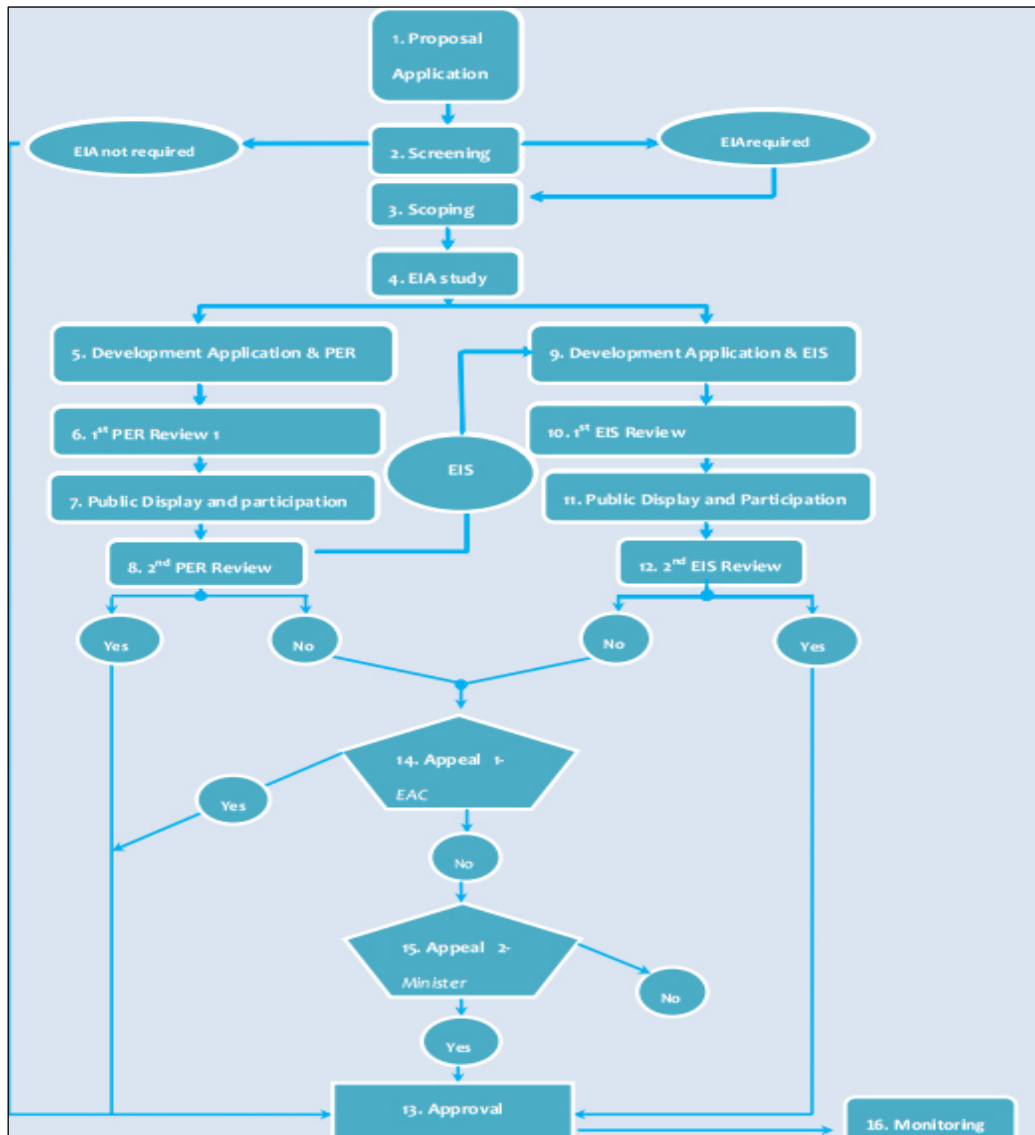 1. Proposal
Application
EIA not required
2. Screening
EIA required
3. Scoping
4. EIA study
5. Development Application & PER
9. Development Application & EIS
6. 1st PER Review 1
10. 1st EIS Review
EIS
7. Public Display and participation
11. Public Display and Participation
8. 2nd PER Review
12. 2nd EIS Review
Yes
No
No
Yes
14. Appeal 1-
EAC
Yes
No
15. Appeal 2-
Minister
No
Yes
13. Approval
16. Monitoring